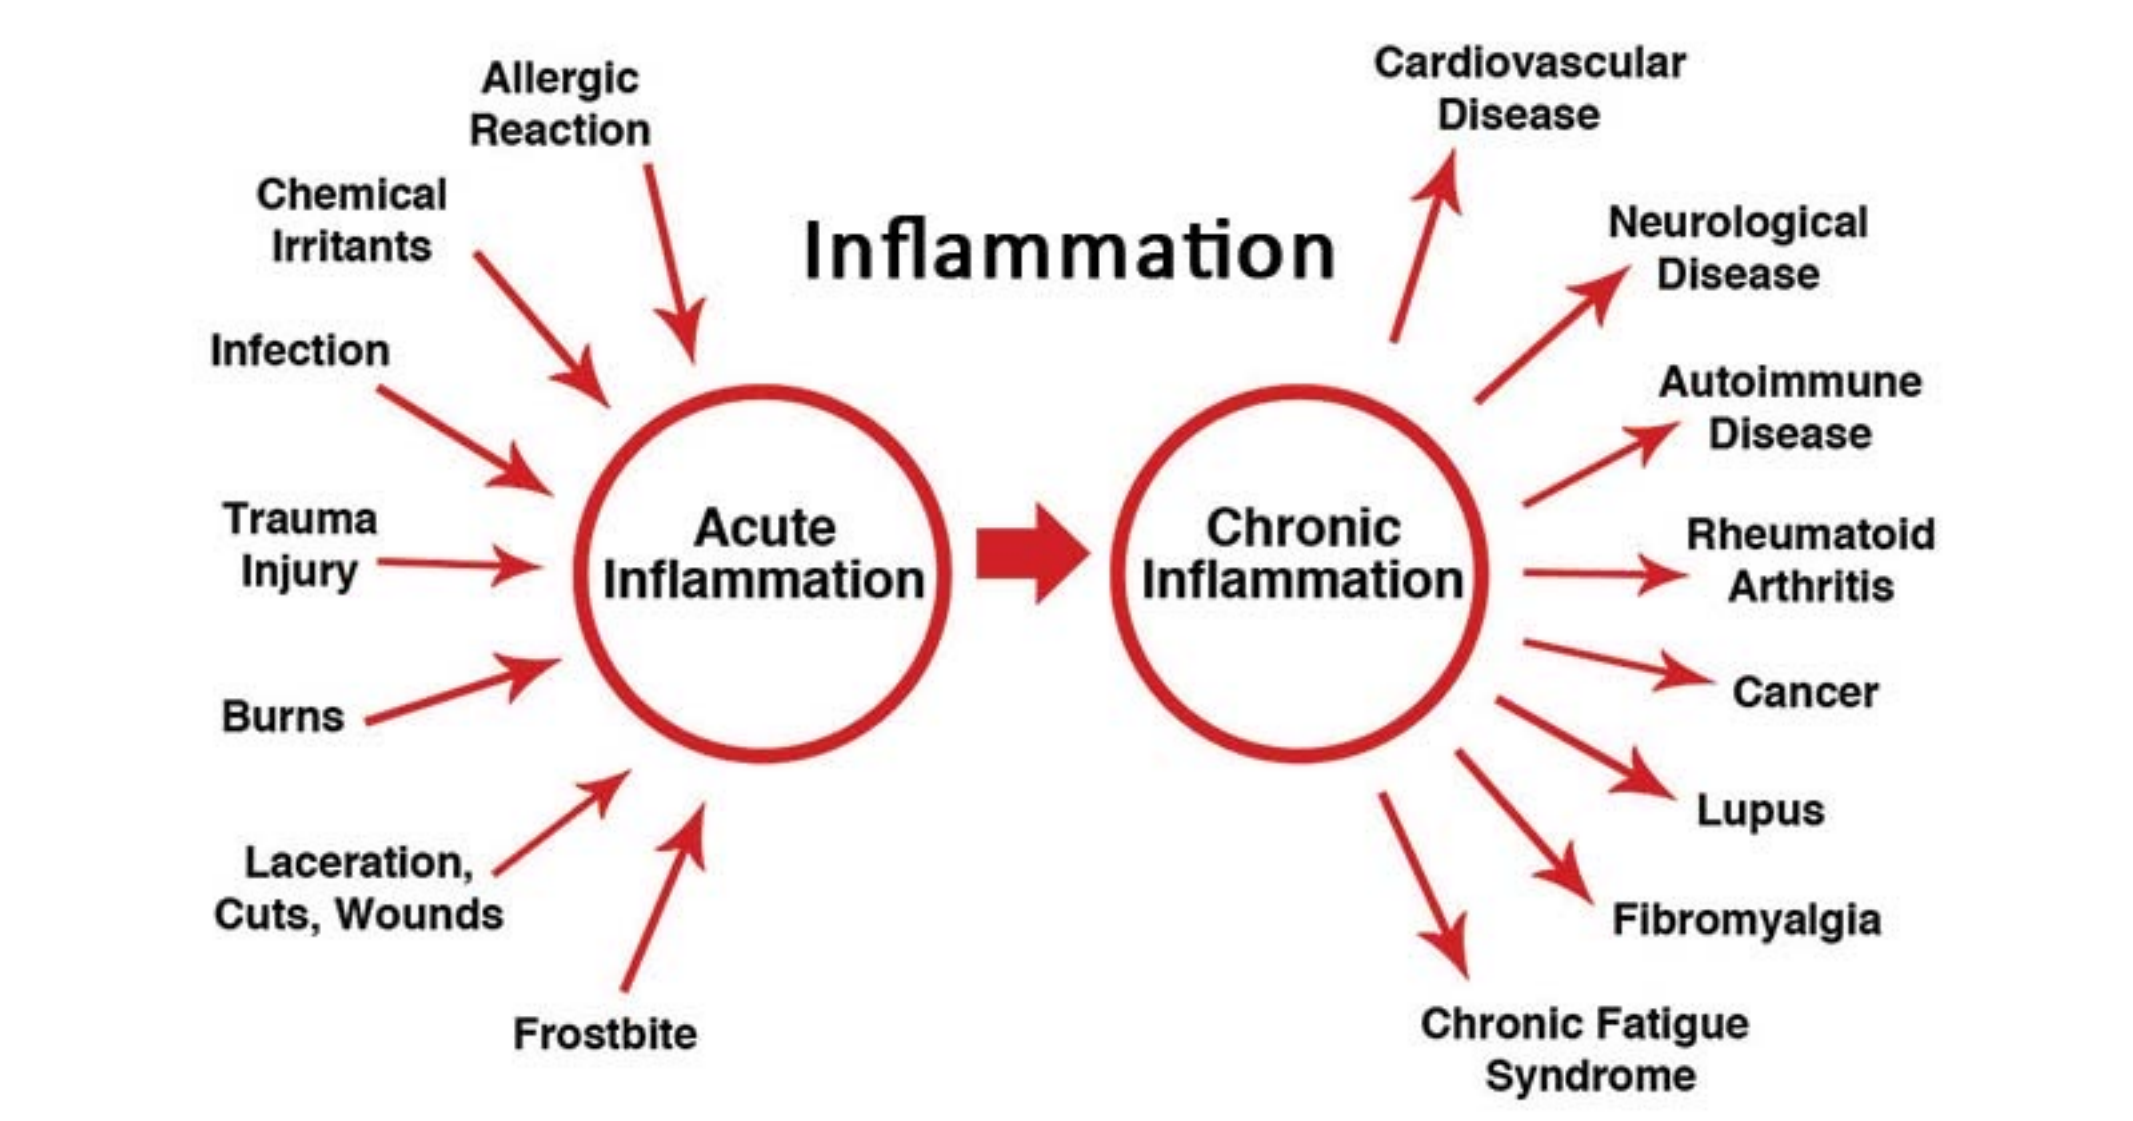 Inflammation
Allergic
Reaction
Chemical
Irritants
Infection
Trauma
Injury
Burns
Laceration,
Cuts, Wounds
Frostbite
Acute
Inflammation
Chronic
Inflammation
Cardiovascular
Disease
Neurological
Disease
Autoimmune
Disease
Rheumatoid
Arthritis
Cancer
Lupus
Fibromyalgia
Chronic Fatigue
Syndrome